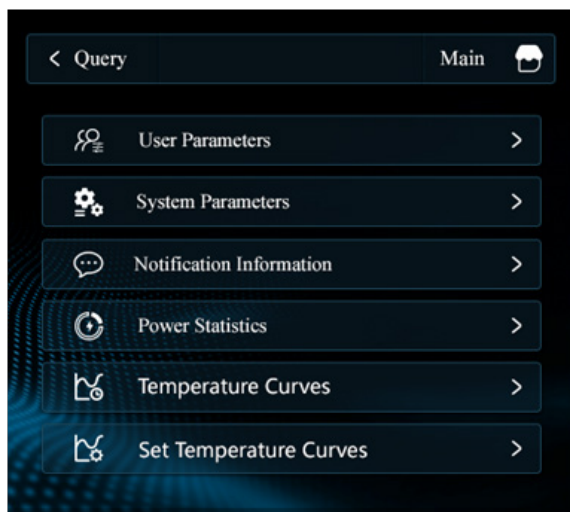 Query
Main
User Parameters
System Parameters
Notification Information
Power Statistics
Temperature Curves
Set Temperature Curves